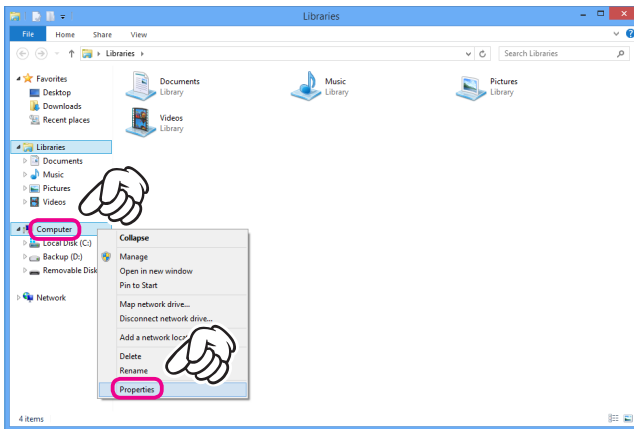 Libraries
File Home Share View
Libraries
Search Libraries
Favorites
Desktop
Downloads
Recent places
Libraries
Documents
Music
Pictures
Videos
Computer
Local Disk (C:)
Backup (D:)
Removable Disk
Network
Documents
Library
Music
Library
Pictures
Library
Videos
Library
Collapse
Manage
Open in new window
Pin to Start
Map network drive...
Disconnect network drive...
Add a network
Delete
Rename
Properties
4 items